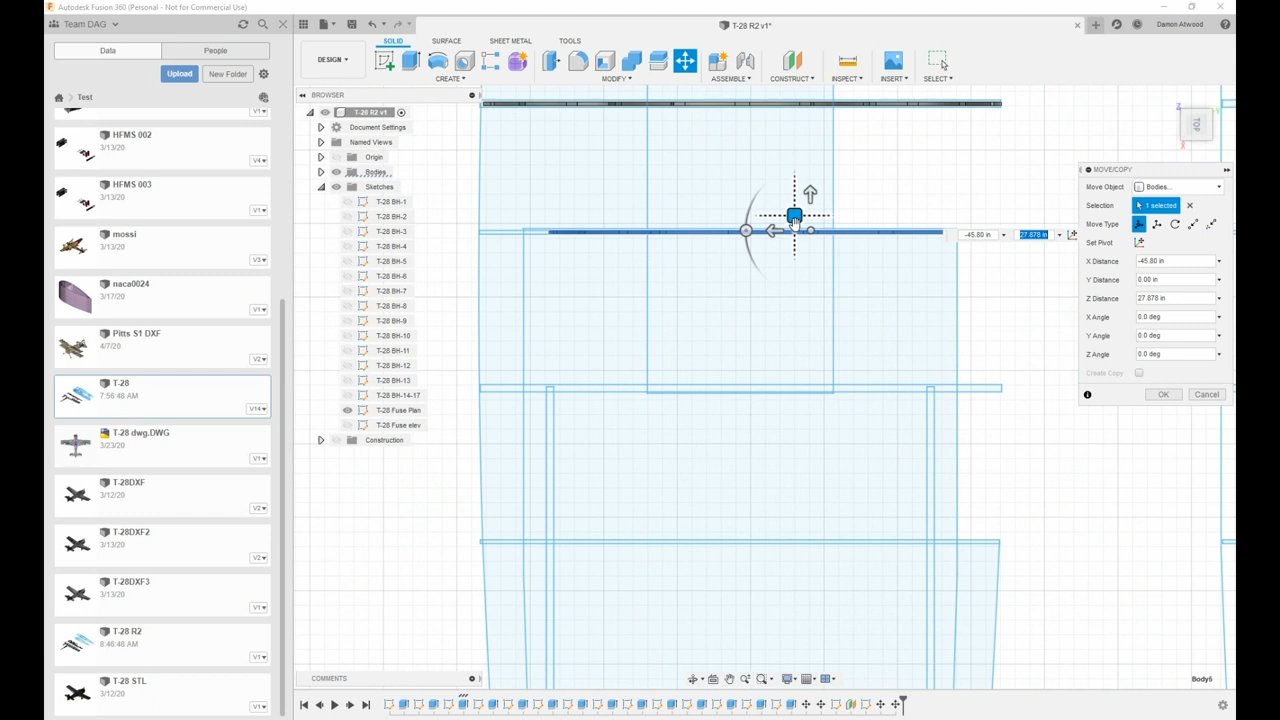 Autodesk Fusion 360 (Personal - Not for Commercial Use)
Team DAG
T-28 R2 v1*
Damon Atwood
Data
People
Upload
New Folder
Test
V1
HFMS 002
3/13/20
V4
HFMS 003
3/13/20
V3
mossi
3/13/20
V3
naca0024
3/17/20
V1
Pitts S1 DXF
4/7/20
V2
T-28
7:56:48 AM
V14
T-28 dwg.DWG
3/23/20
V1
T-28DXF
3/12/20
V2
T-28DXF2
3/13/20
V2
T-28DXF3
3/13/20
V1
T-28 R2
8:46:48 AM
V1
T-28 STL
3/12/20
V1
SOLID
SURFACE
SHEET METAL
TOOLS
DESIGN
CREATE
MODIFY
ASSEMBLE
CONSTRUCT
INSPECT
INSERT
SELECT
BROWSER
T-28 R2 v1
Document Settings
Named Views
Origin
Bodies
Sketches
T-28 BH-1
T-28 BH-2
T-28 BH-3
T-28 BH-4
T-28 BH-5
T-28 BH-6
T-28 BH-7
T-28 BH-8
T-28 BH-9
T-28 BH-10
T-28 BH-11
T-28 BH-12
T-28 BH-13
T-28 BH-14-17
T-28 Fuse Plan
T-28 Fuse elev
Construction
Z
Y
TOP
X
-45.80 in
27.878 in
MOVE/COPY
Move Object
Bodies...
Selection
1 selected
Move Type
Set Pivot
X Distance
-45.80 in
Y Distance
0.00 in
Z Distance
27.878 in
X Angle
0.0 deg
Y Angle
0.0 deg
Z Angle
0.0 deg
Create Copy
OK
Cancel
COMMENTS
Body5